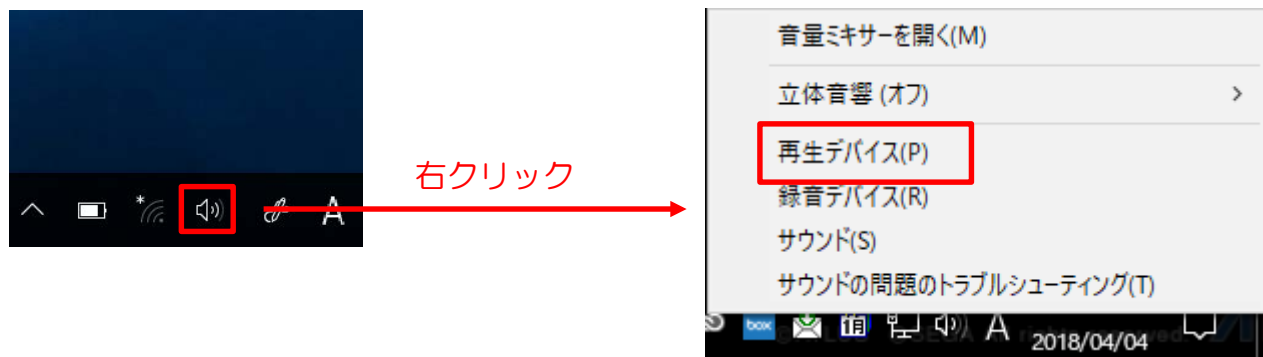 右クリック
A
音量ミキサーを開く(M)
立体音響 (オフ)
再生デバイス(P)
録音デバイス(R)
サウンド(S)
サウンドの問題のトラブルシューティング(T)
box
A
2018/04/04